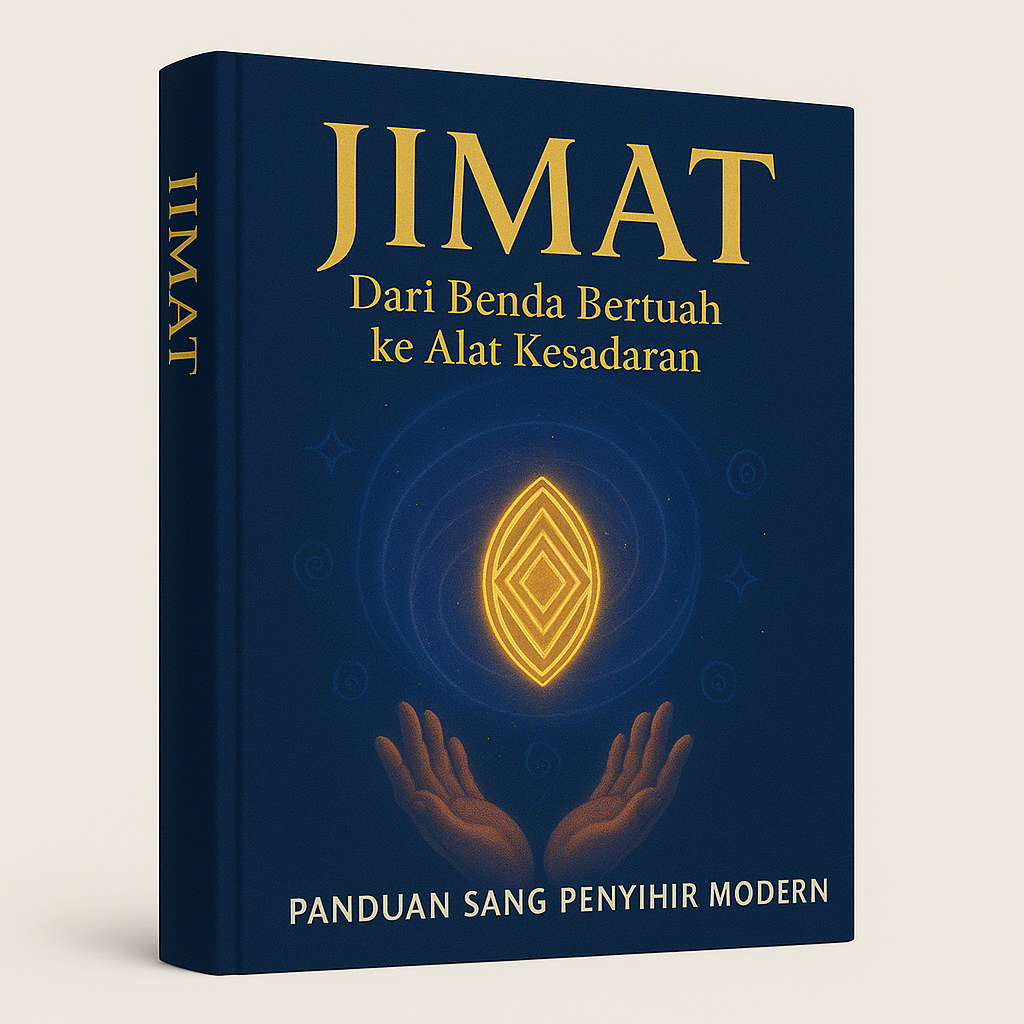 JIMAT
JIMAT
Dari Benda Bertuah
ke Alat Kesadaran
PANDUAN SANG PENYIHIR MODERN